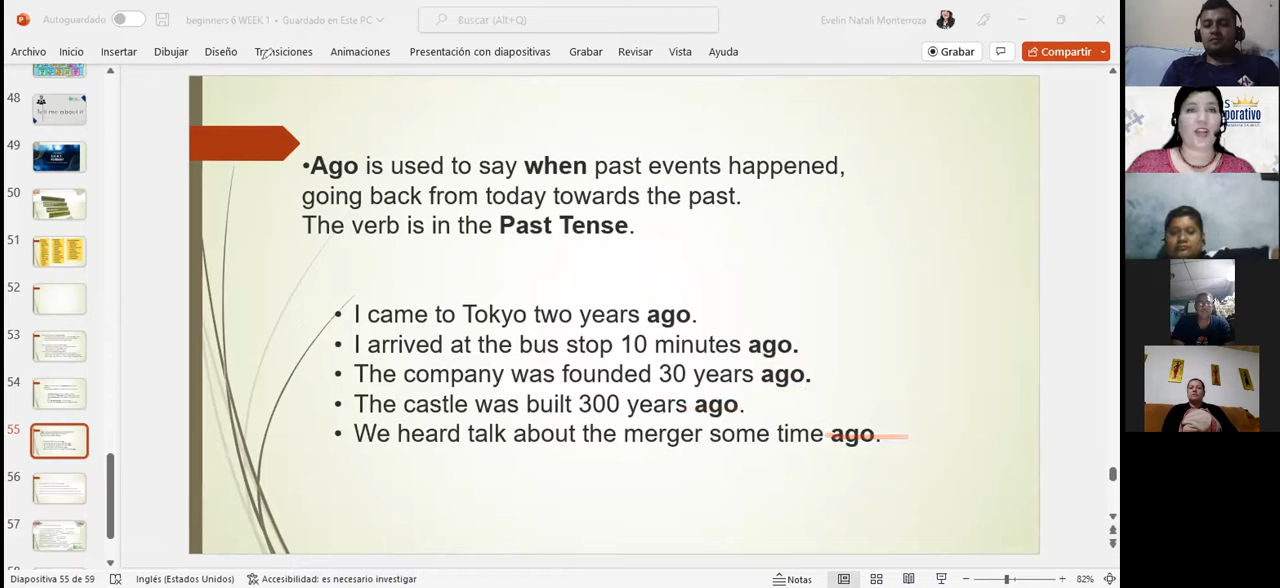 Autoguardado
beginners 6 WEEK 1 • Guardado en Este PC
Buscar (Alt+Q)
Evelin Natali Monterroza
Archivo Inicio Insertar Dibujar Diseño Transiciones Animaciones Presentación con diapositivas Grabar Revisar Vista Ayuda
Grabar
Compartir
48
Tell me about it
49
50
51
52
53
54
55
56
57
•Ago is used to say when past events happened,
going back from today towards the past.
The verb is in the Past Tense.
• I came to Tokyo two years ago.
• I arrived at the bus stop 10 minutes ago.
• The company was founded 30 years ago.
• The castle was built 300 years ago.
• We heard talk about the merger some time ago.
Diapositiva 55 de 59
Inglés (Estados Unidos)
Accesibilidad: es necesario investigar
Notas
82%